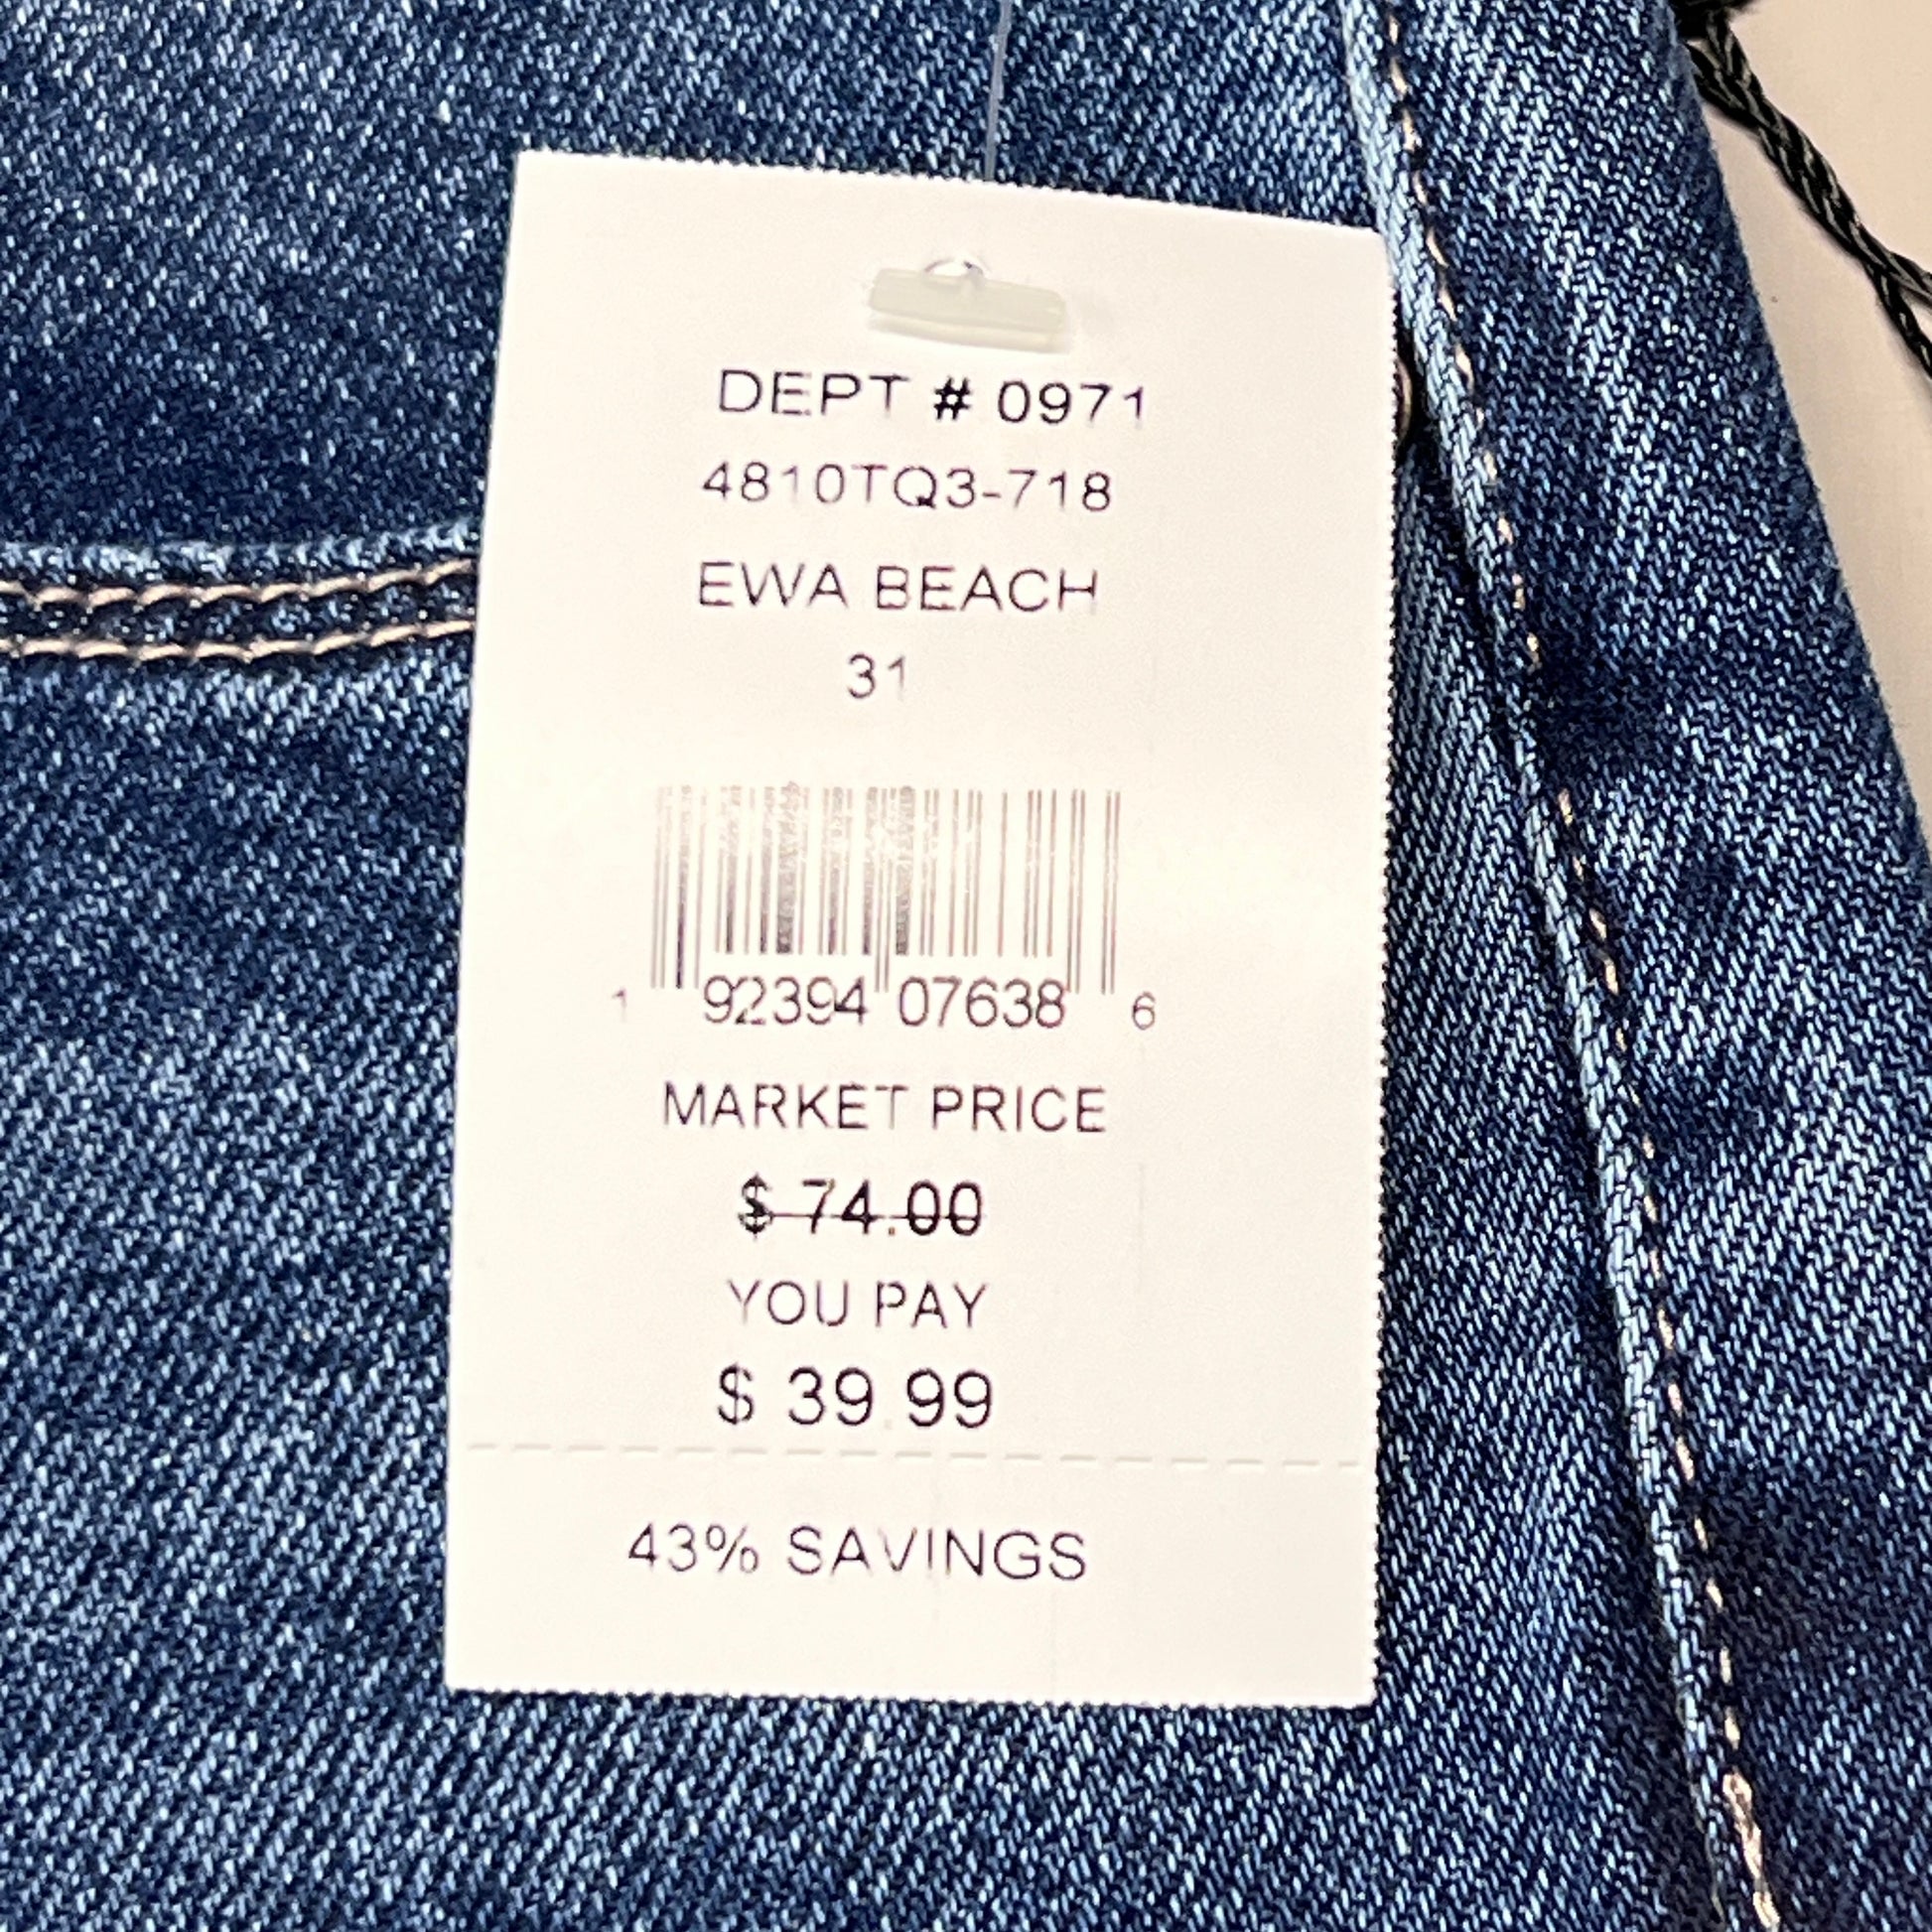 DEPT # 0971
4810TQ3-718
EWA BEACH
31
1 92394 07638 6
MARKET PRICE
$ 74.00
YOU PAY
$ 39.99
43% SAVINGS